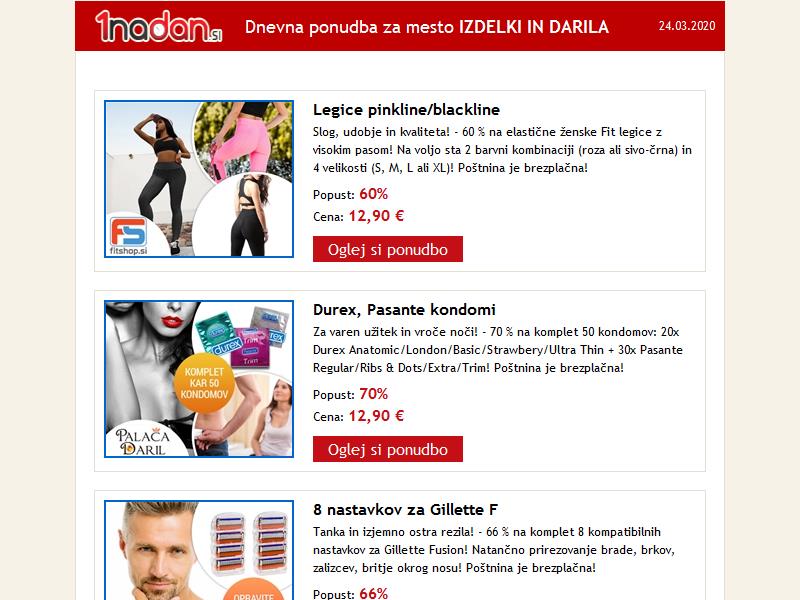 1nadan.si
Dnevna ponudba za mesto IZDELKI IN DARILA
24.03.2020
Legice pinkline/blackline
Slog, udobje in kvaliteta! - 60 % na elastične ženske Fit legice z
visokim pasom! Na voljo sta 2 barvni kombinaciji (roza ali sivo-črna) in
4 velikosti (S, M, L ali XL)! Poštnina je brezplačna!
Popust: 60%
Cena: 12,90 €
Oglej si ponudbo
FS
fitshop.si
Durex, Pasante kondomi
Za varen užitek in vroče noči! - 70 % na komplet 50 kondomov: 20x
Durex Anatomic/London/Basic/Strawbery/Ultra Thin + 30x Pasante
Regular/Ribs & Dots/Extra/Trim! Poštnina je brezplačna!
Popust: 70%
Cena: 12,90 €
Oglej si ponudbo
durex
Trim
Trim
KOMPLET
KAR 50
KONDOMOV
PALAČA
DARIL
8 nastavkov za Gillette F
Tanka in izjemno ostra rezila! - 66 % na komplet 8 kompatibilnih
nastavkov za Gillette Fusion! Natančno prirezovanje brade, brkov,
zalizcev, britje okrog nosu! Poštnina je brezplačna!
Popust: 66%
OPRAVITE